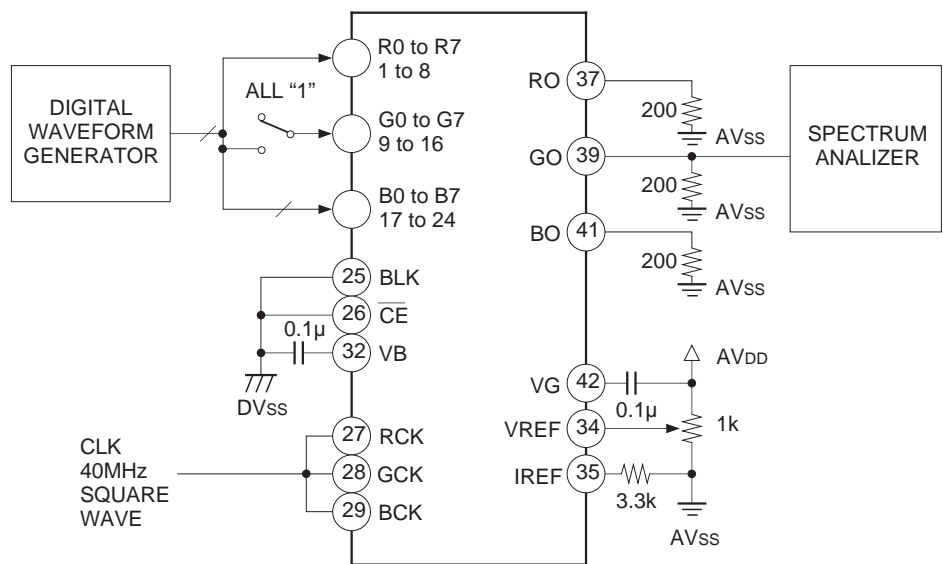 DIGITAL
WAVEFORM
GENERATOR
ALL “1”
R0 to R7
1 to 8
G0 to G7
9 to 16
B0 to B7
17 to 24
25
BLK
26
CE
0.1µ
32
VB
DVSS
CLK
40MHz
SQUARE
WAVE
27
RCK
28
GCK
29
BCK
RO
37
200
AVSS
GO
39
200
AVSS
BO
41
200
AVSS
SPECTRUM
ANALIZER
AVDD
VG
42
0.1µ
1k
VREF
34
IREF
35
3.3k
AVSS